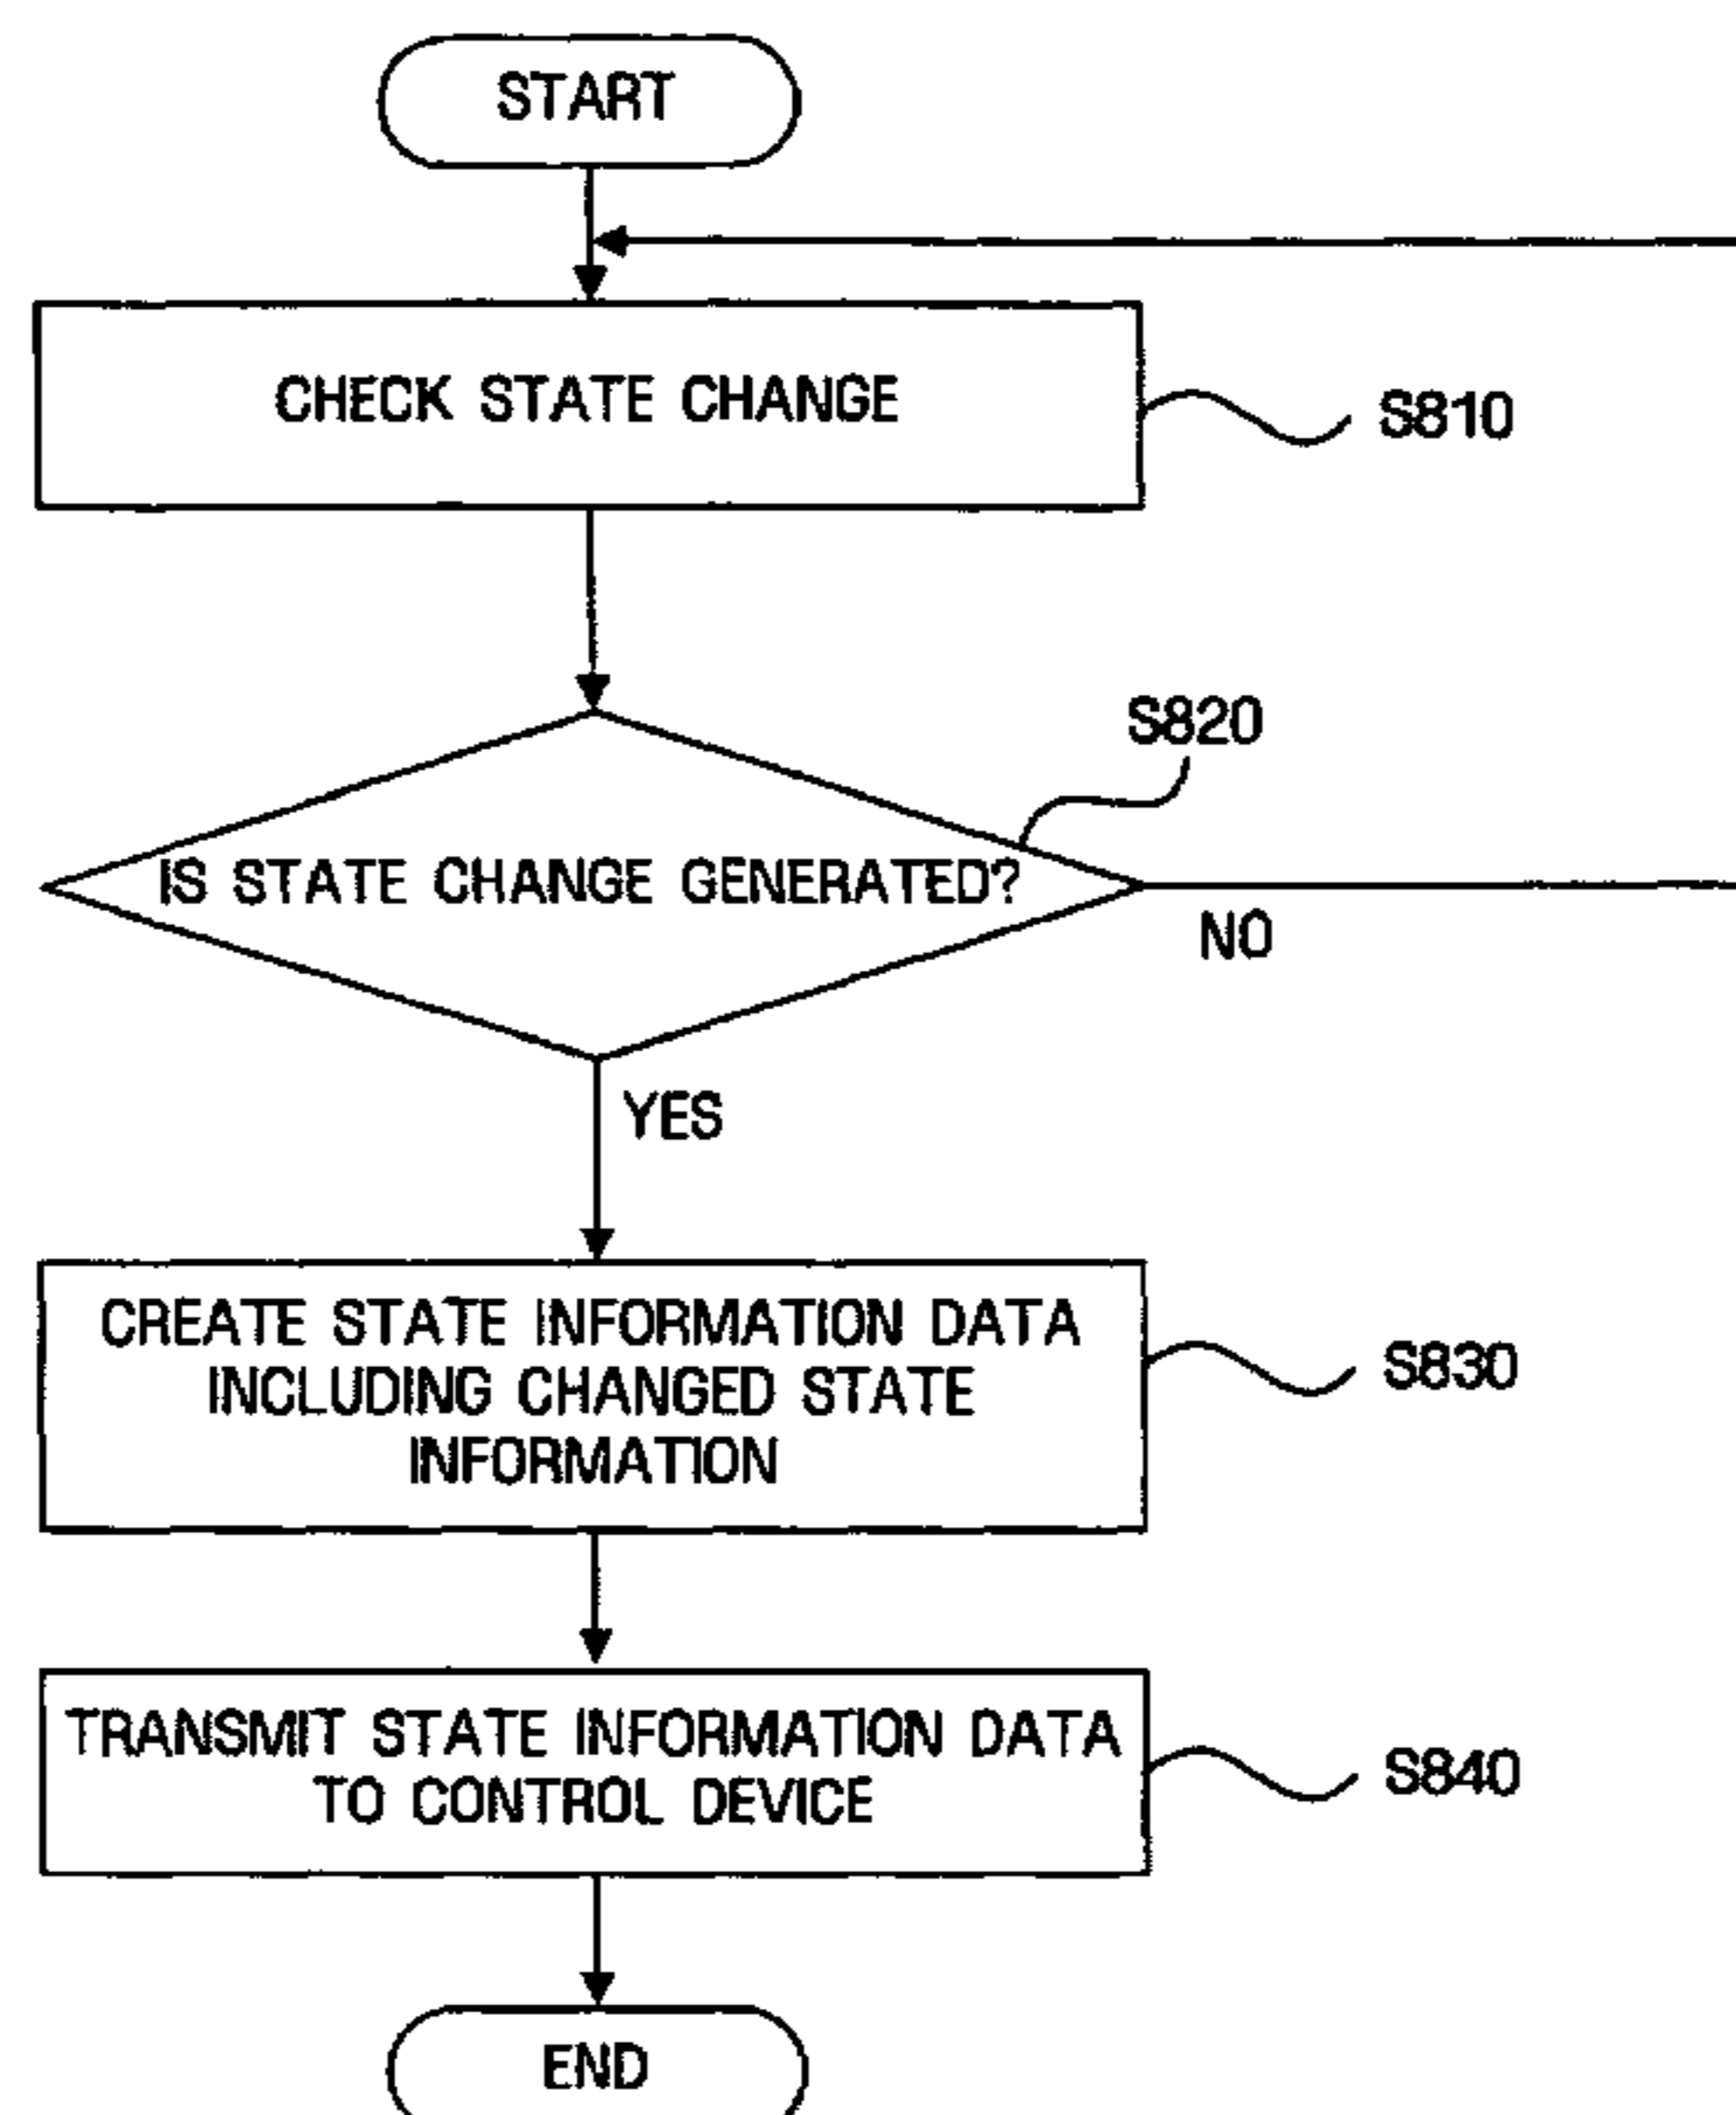 START
CHECK STATE CHANGE
S810
S820
IS STATE CHANGE GENERATED?
NO
YES
CREATE STATE INFORMATION DATA
INCLUDING CHANGED STATE
INFORMATION
S830
TRANSMIT STATE INFORMATION DATA
TO CONTROL DEVICE
S840
END